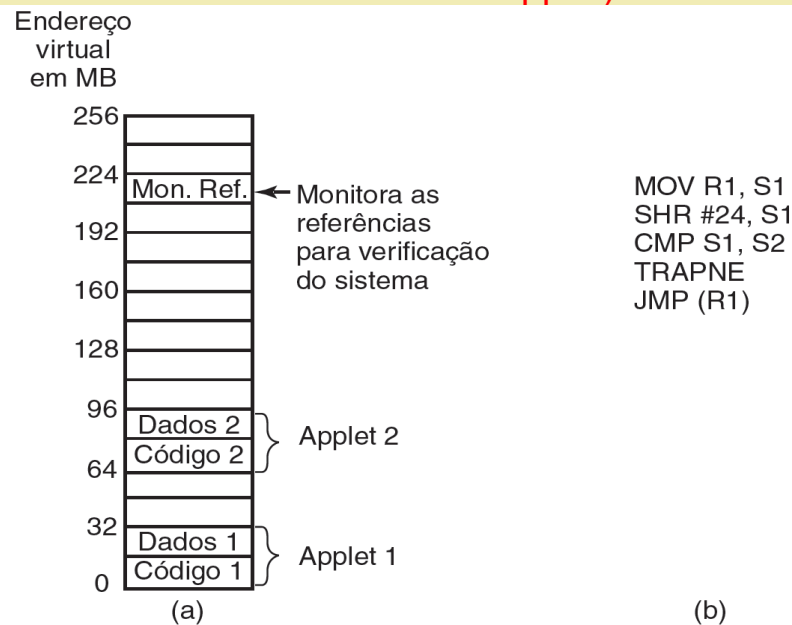 Endereço
virtual
em MB
256
224
Mon. Ref.
Monitora as
referências
para verificação
do sistema
192
160
128
96
Dados 2
Código 2
Applet 2
64
32
Dados 1
Código 1
Applet 1
0
(a)
MOV R1, S1
SHR #24, S1
CMP S1, S2
TRAPNE
JMP (R1)
(b)